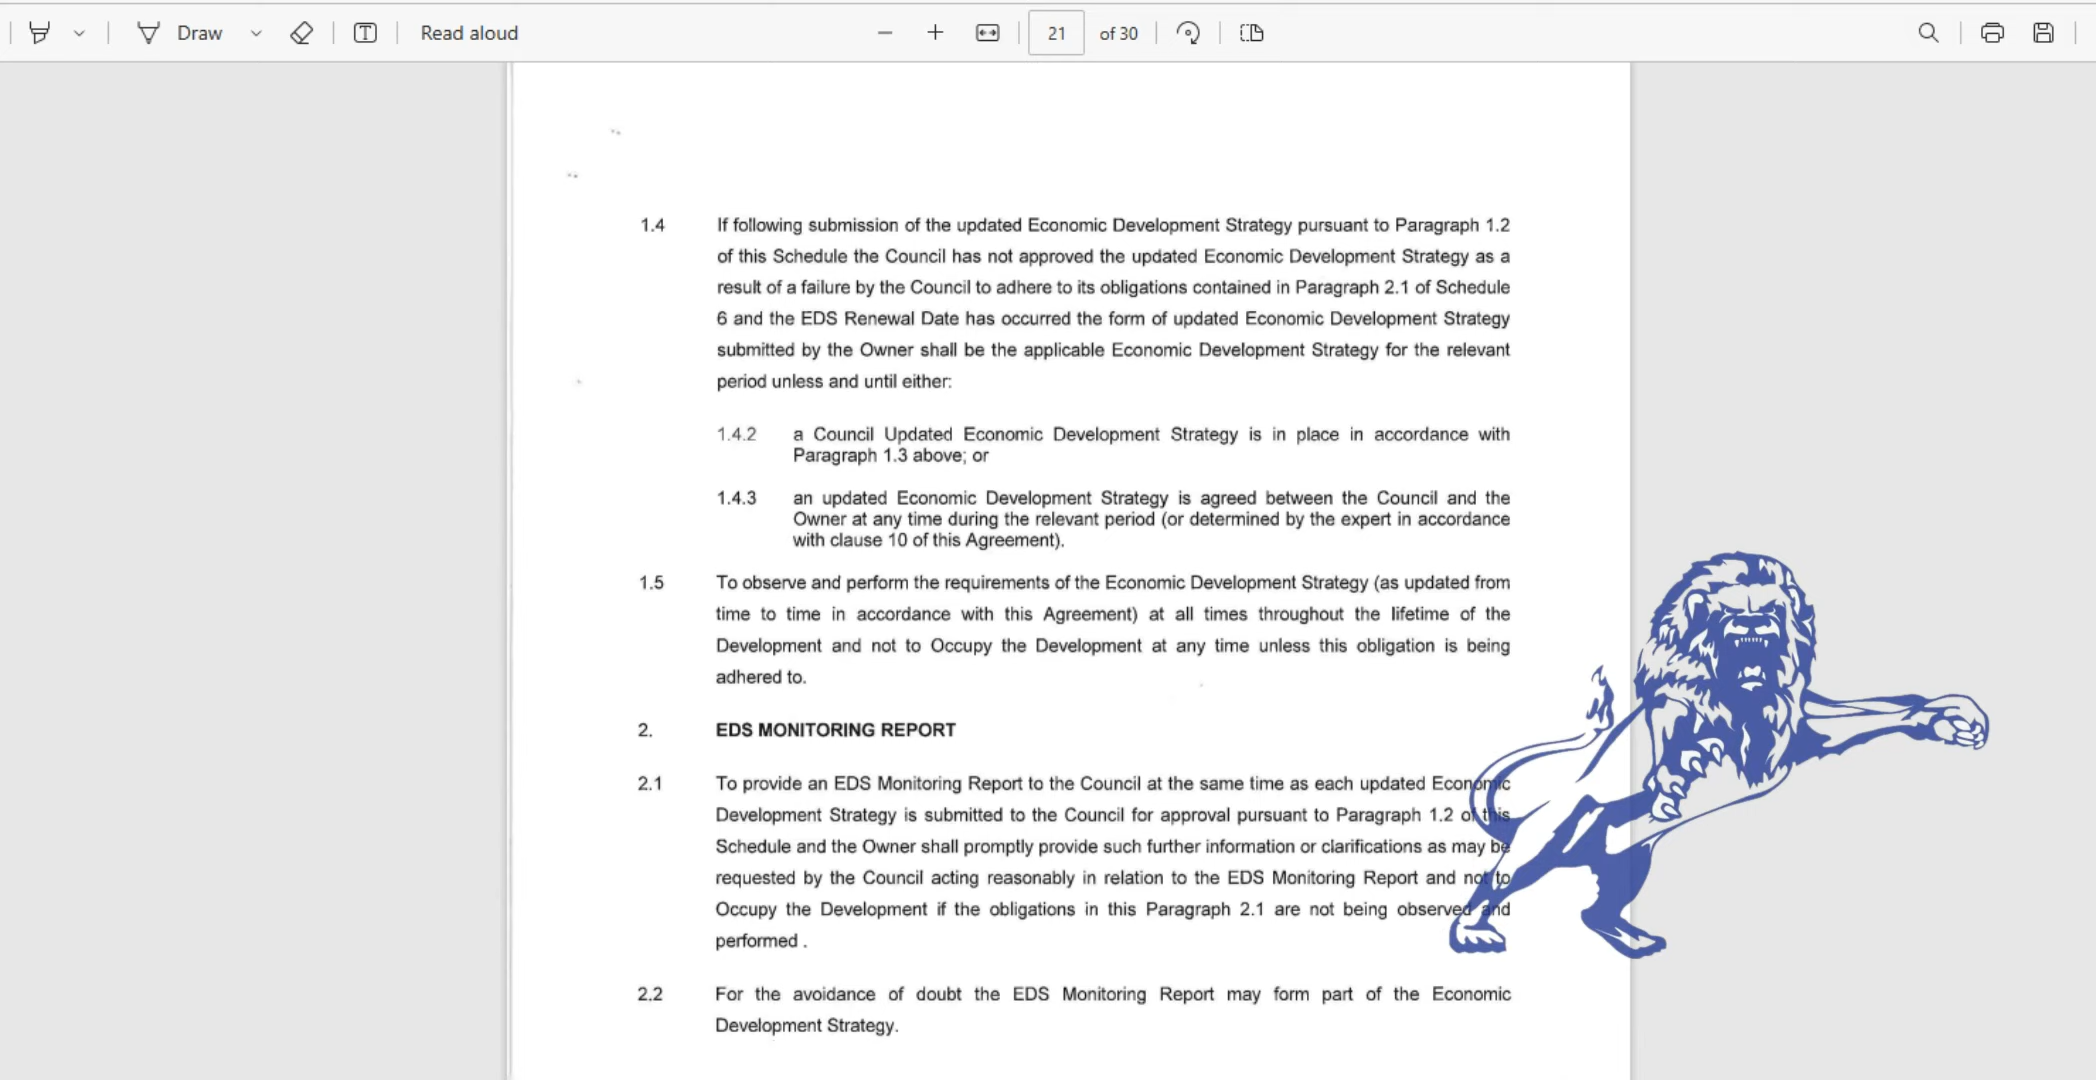 Draw
Read aloud
21 of 30
1.4 If following submission of the updated Economic Development Strategy pursuant to Paragraph 1.2
of this Schedule the Council has not approved the updated Economic Development Strategy as a
result of a failure by the Council to adhere to its obligations contained in Paragraph 2.1 of Schedule
6 and the EDS Renewal Date has occurred the form of updated Economic Development Strategy
submitted by the Owner shall be the applicable Economic Development Strategy for the relevant
period unless and until either:
1.4.2 a Council Updated Economic Development Strategy is in place in accordance with
Paragraph 1.3 above; or
1.4.3 an updated Economic Development Strategy is agreed between the Council and the
Owner at any time during the relevant period (or determined by the expert in accordance
with clause 10 of this Agreement).
1.5 To observe and perform the requirements of the Economic Development Strategy (as updated from
time to time in accordance with this Agreement) at all times throughout the lifetime of the
Development and not to Occupy the Development at any time unless this obligation is being
adhered to.
2. EDS MONITORING REPORT
2.1 To provide an EDS Monitoring Report to the Council at the same time as each updated Economic
Development Strategy is submitted to the Council for approval pursuant to Paragraph 1.2 of this
Schedule and the Owner shall promptly provide such further information or clarifications as may be
requested by the Council acting reasonably in relation to the EDS Monitoring Report and not to
Occupy the Development if the obligations in this Paragraph 2.1 are not being observed and
performed .
2.2 For the avoidance of doubt the EDS Monitoring Report may form part of the Economic
Development Strategy.